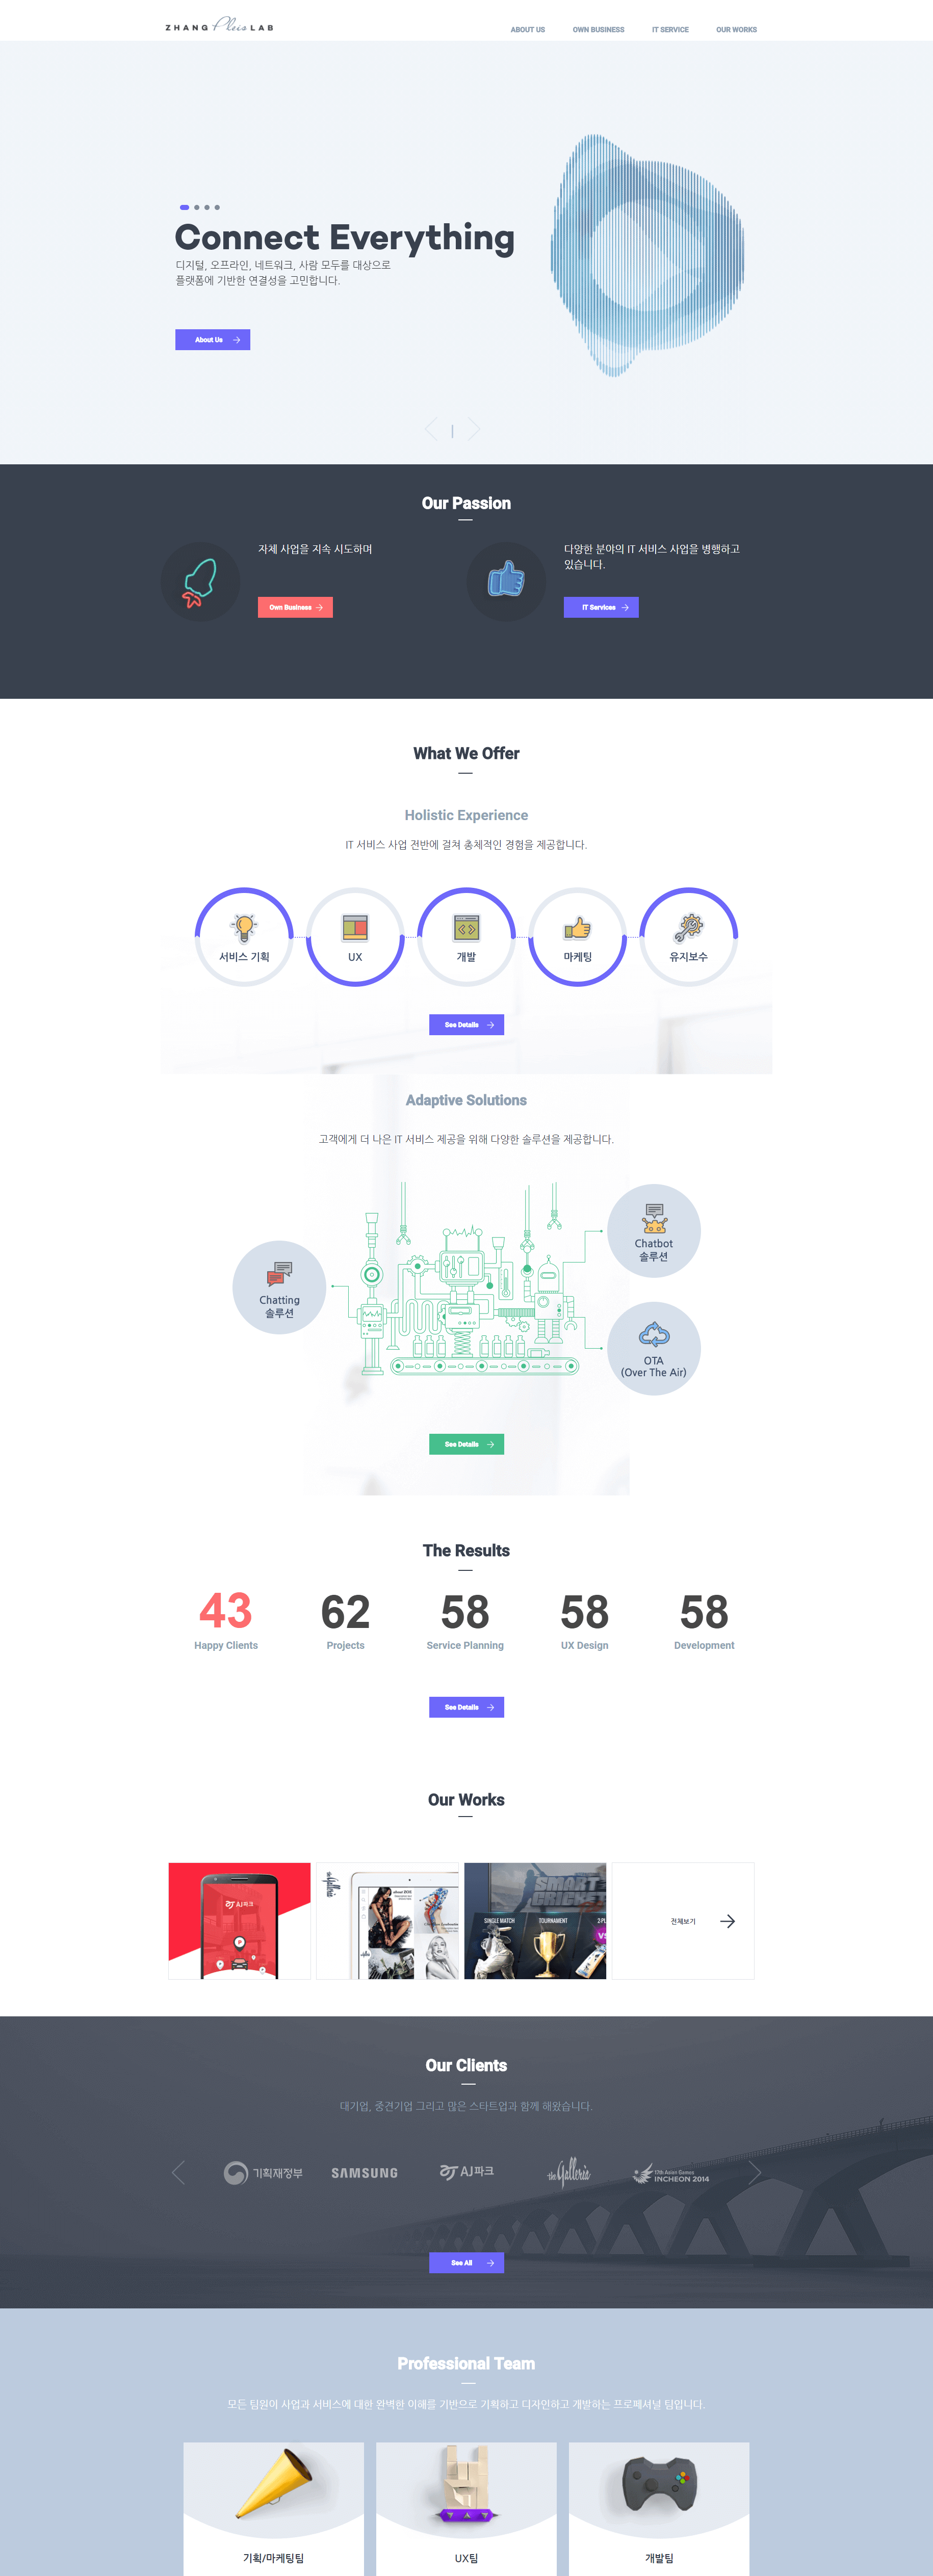 ZHANG Pleis LAB
ABOUT US
OWN BUSINESS
IT SERVICE
OUR WORKS
Connect Everything
디지털, 오프라인, 네트워크, 사람 모두를 대상으로
플랫폼에 기반한 연결성을 고민합니다.
About Us
Our Passion
자체 사업을 지속 시도하며
Own Business
다양한 분야의 IT 서비스 사업을 병행하고
있습니다.
IT Services
What We Offer
Holistic Experience
IT 서비스 사업 전반에 걸쳐 총체적인 경험을 제공합니다.
서비스 기획
UX
개발
마케팅
유지보수
See Details
Adaptive Solutions
고객에게 더 나은 IT 서비스 제공을 위해 다양한 솔루션을 제공합니다.
Chatting
솔루션
Chatbot
솔루션
OTA
(Over The Air)
See Details
The Results
43
Happy Clients
62
Projects
58
Service Planning
58
UX Design
58
Development
See Details
Our Works
AJ파크
P
the Galleria
SMART
CRICKET
SINGLE MATCH
TOURNAMENT
VS
전체보기
Our Clients
대기업, 중견기업 그리고 많은 스타트업과 함께 해왔습니다.
기획재정부
SAMSUNG
AJ파크
the Galleria
17th Asian Games
INCHEON 2014
See All
Professional Team
모든 팀원이 사업과 서비스에 대한 완벽한 이해를 기반으로 기획하고 디자인하고 개발하는 프로페셔널 팀입니다.
기획/마케팅팀
UX팀
개발팀